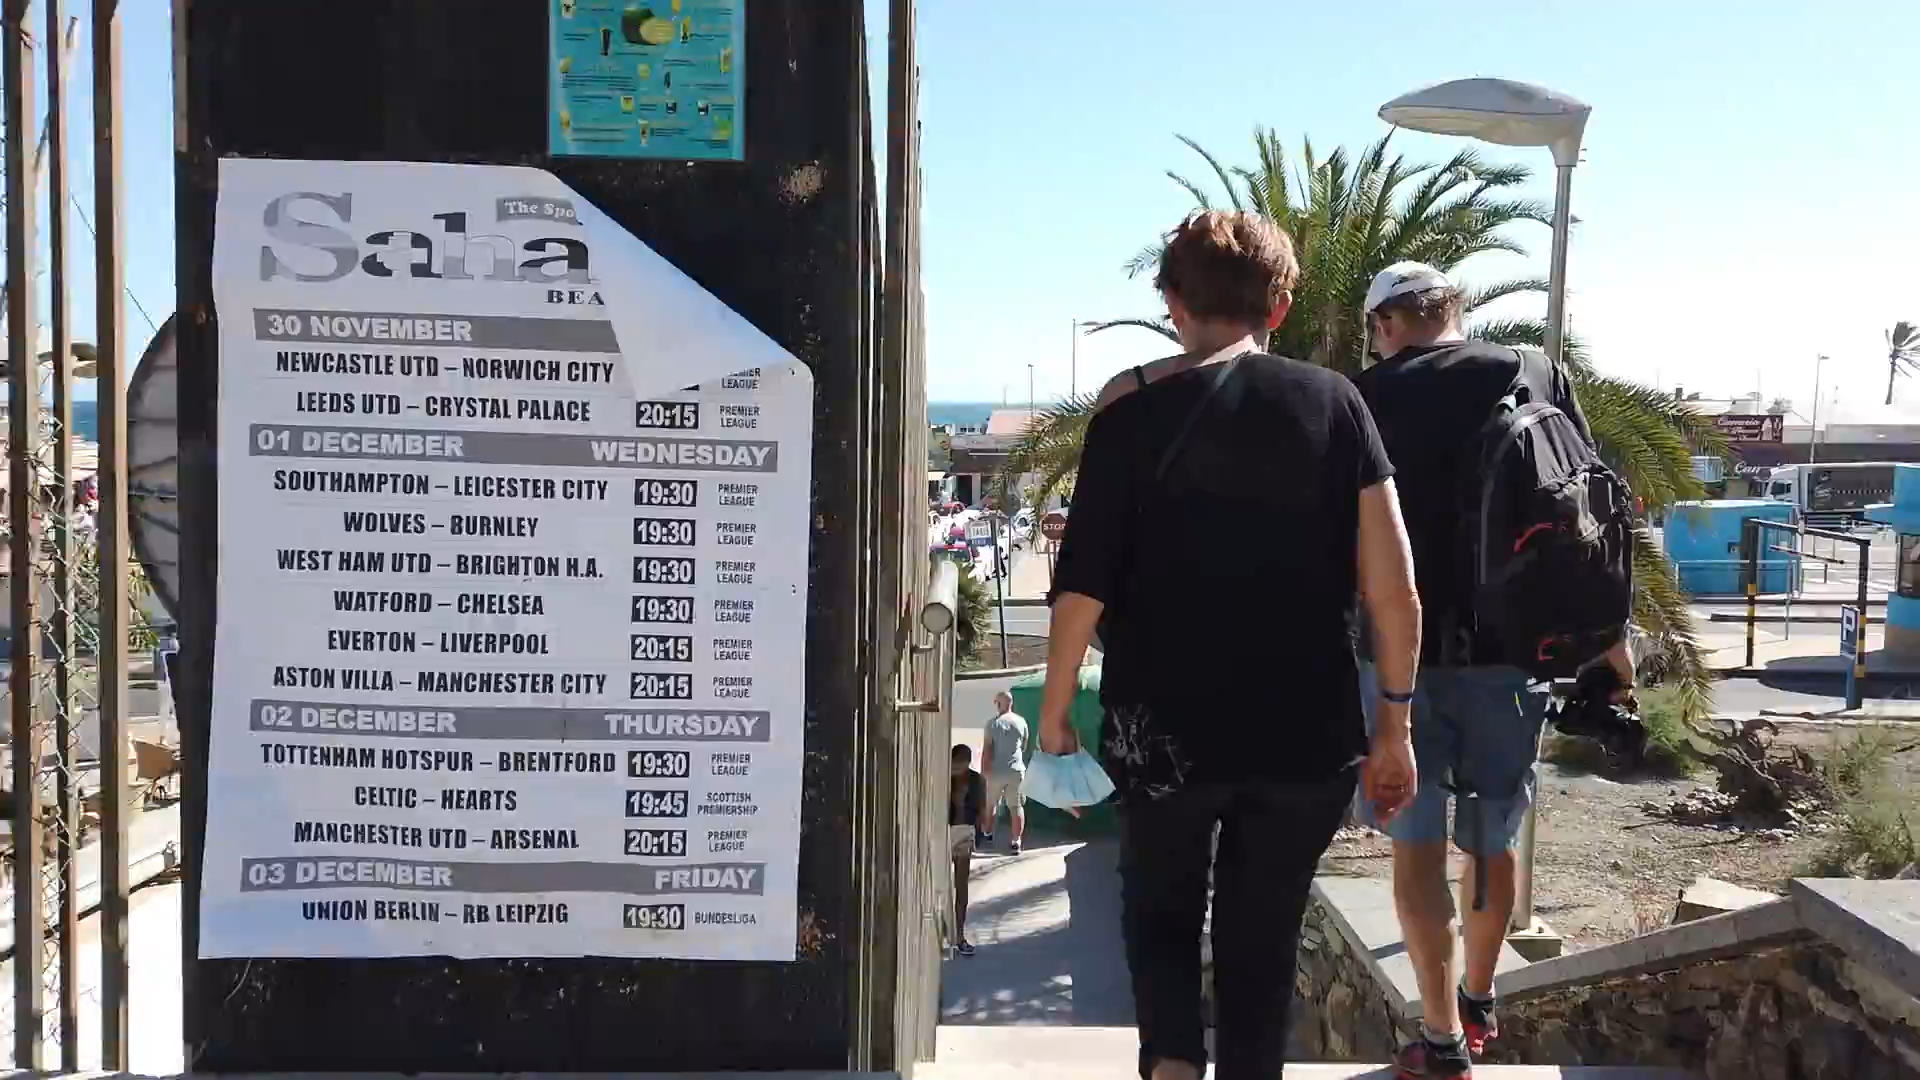 The Spo
Saha
BEA
30 NOVEMBER
NEWCASTLE UTD – NORWICH CITY
LEAGUE
LEEDS UTD – CRYSTAL PALACE 20:15 PREMIER LEAGUE
01 DECEMBER WEDNESDAY
SOUTHAMPTON – LEICESTER CITY 19:30 PREMIER LEAGUE
WOLVES – BURNLEY 19:30 PREMIER LEAGUE
WEST HAM UTD – BRIGHTON H.A. 19:30 PREMIER LEAGUE
WATFORD – CHELSEA 19:30 PREMIER LEAGUE
EVERTON – LIVERPOOL 20:15 PREMIER LEAGUE
ASTON VILLA – MANCHESTER CITY 20:15 PREMIER LEAGUE
02 DECEMBER THURSDAY
TOTTENHAM HOTSPUR – BRENTFORD 19:30 PREMIER LEAGUE
CELTIC – HEARTS 19:45 SCOTTISH PREMIERSHIP
MANCHESTER UTD – ARSENAL 20:15 PREMIER LEAGUE
03 DECEMBER FRIDAY
UNION BERLIN – RB LEIPZIG 19:30 BUNDESLIGA
STOP
P